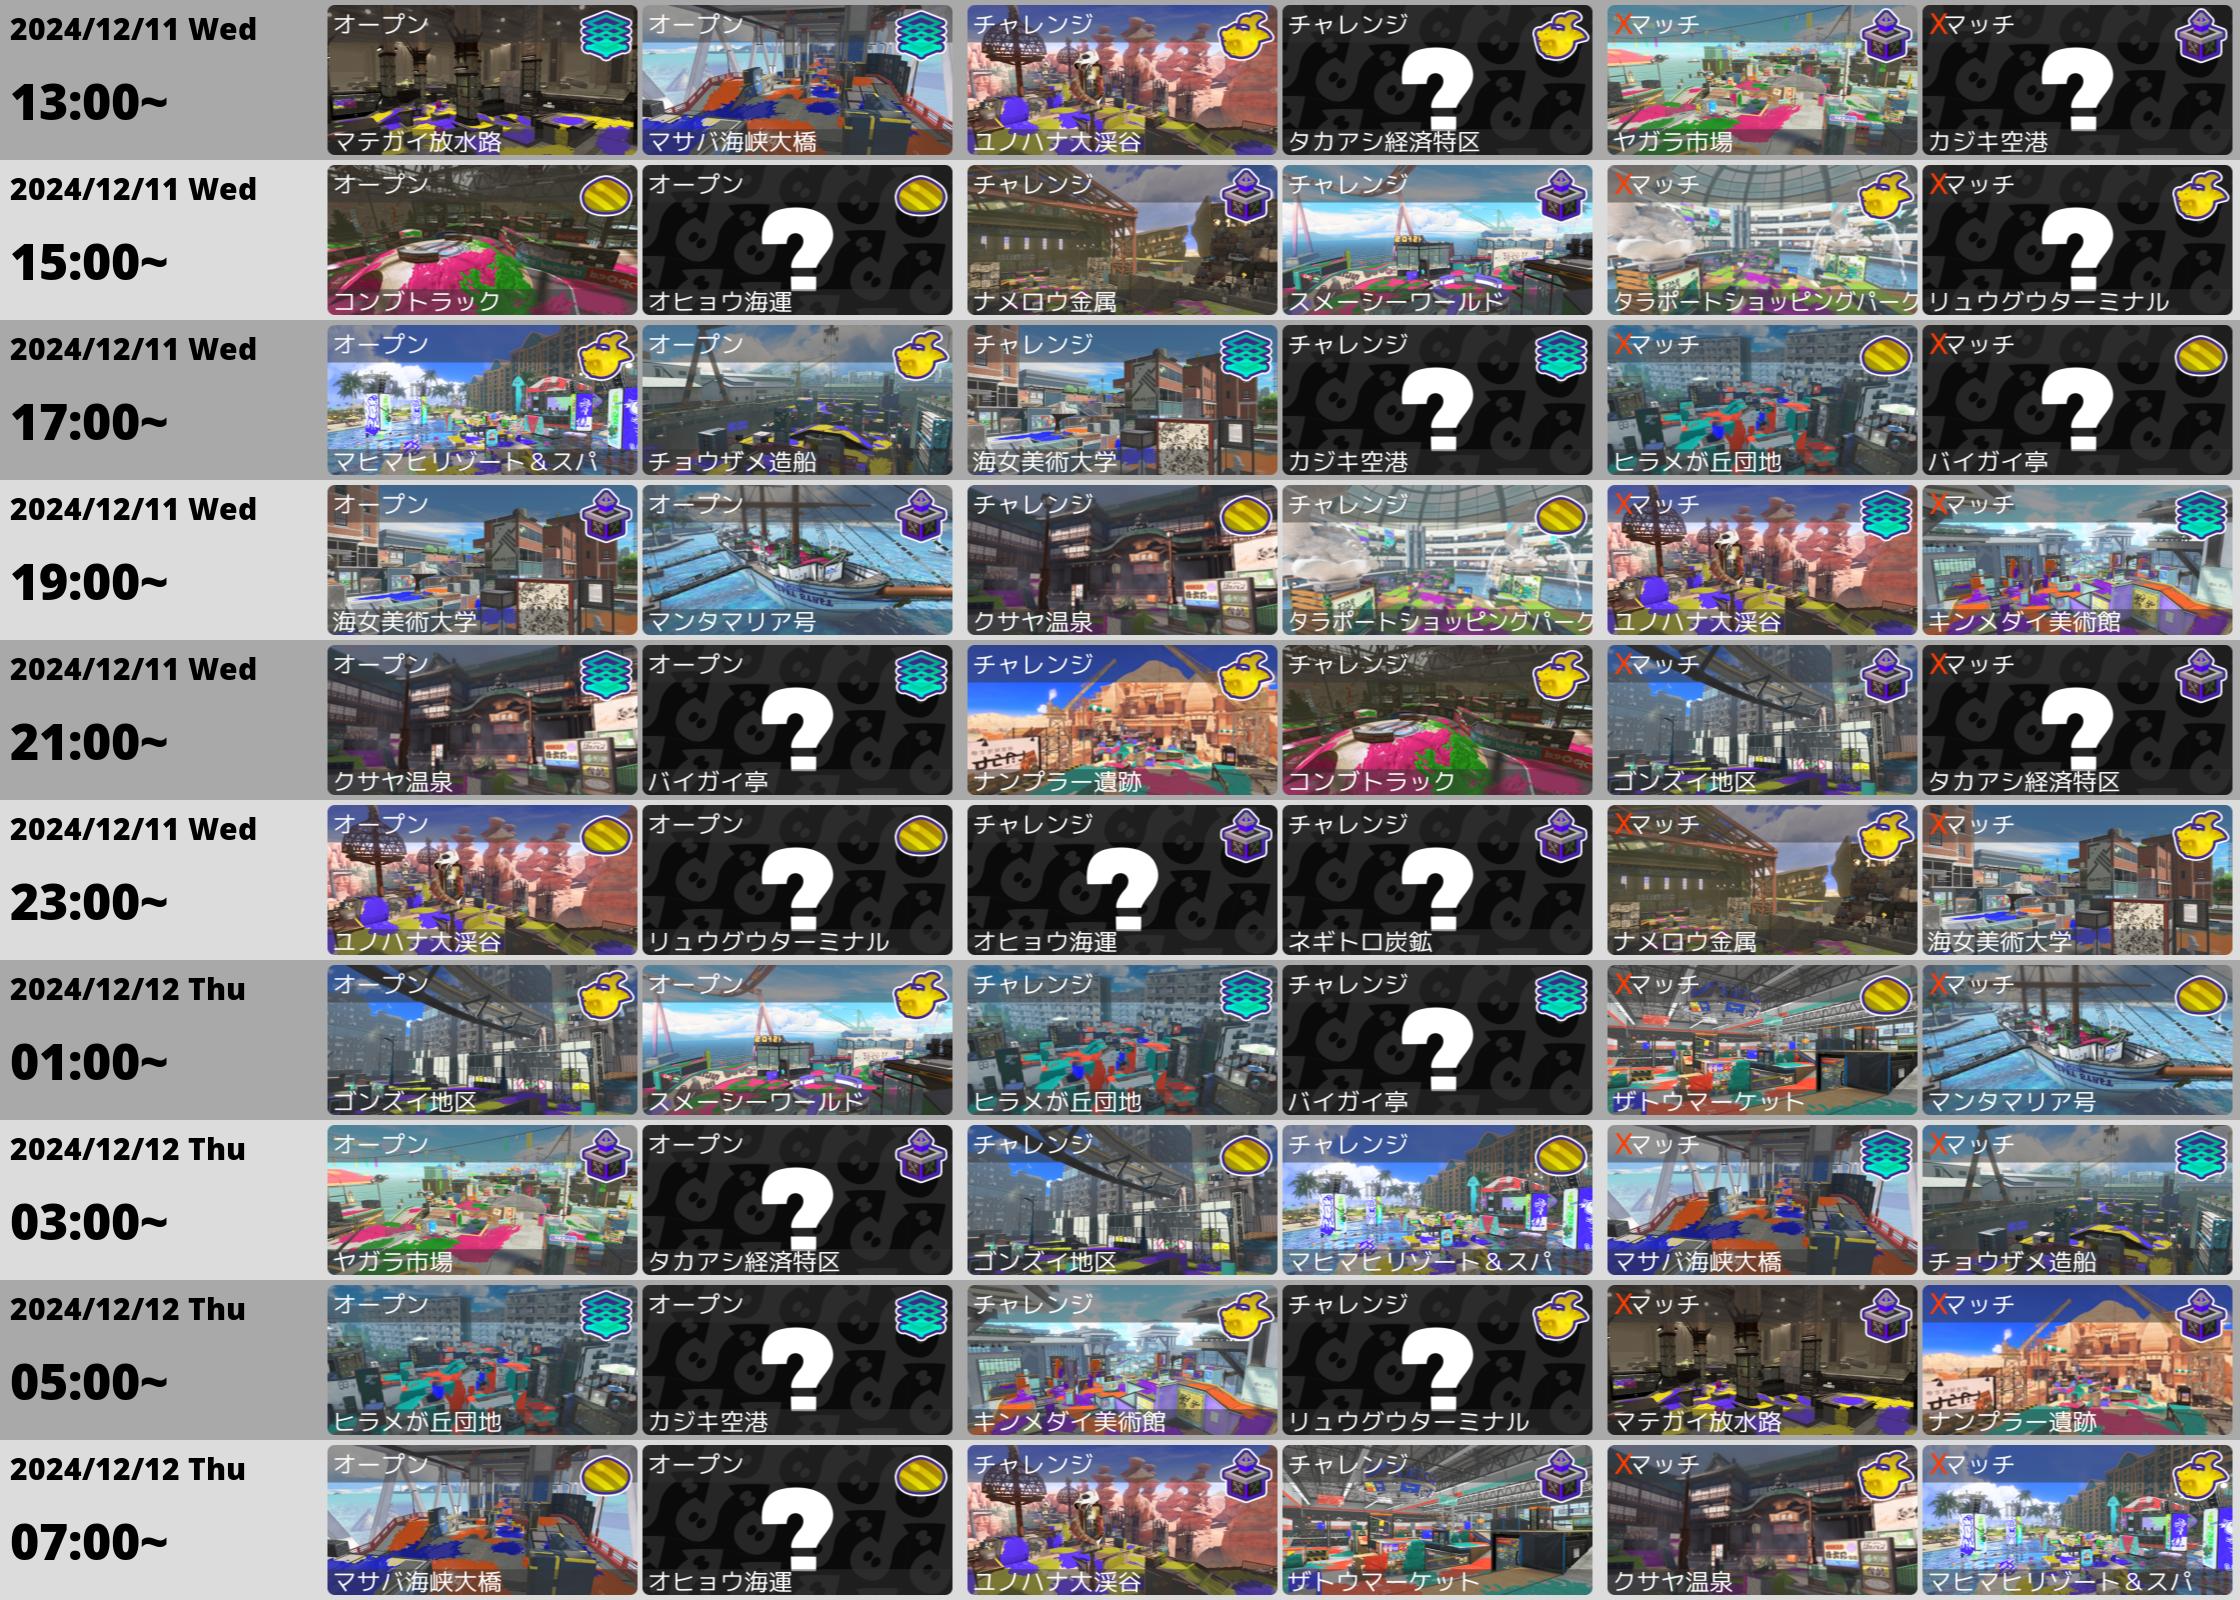 2024/12/11 Wed
13:00~
オープン
マテガイ放水路
オープン
マサバ海峡大橋
チャレンジ
ユノハナ大渓谷
チャレンジ
タカアシ経済特区
Xマッチ
ヤガラ市場
Xマッチ
カジキ空港
2024/12/11 Wed
15:00~
オープン
コンブトラック
オープン
オヒョウ海運
チャレンジ
ナメロウ金属
チャレンジ
スメーシーワールド
Xマッチ
タラポートショッピングパーク
Xマッチ
リュウグウターミナル
2024/12/11 Wed
17:00~
オープン
マヒマヒリゾート&スパ
オープン
チョウザメ造船
チャレンジ
海女美術大学
チャレンジ
カジキ空港
Xマッチ
ヒラメが丘団地
Xマッチ
バイガイ亭
2024/12/11 Wed
19:00~
オープン
海女美術大学
オープン
マンタマリア号
チャレンジ
クサヤ温泉
チャレンジ
タラポートショッピングパーク
Xマッチ
ユノハナ大渓谷
Xマッチ
キンメダイ美術館
2024/12/11 Wed
21:00~
オープン
クサヤ温泉
オープン
バイガイ亭
チャレンジ
ナンプラー遺跡
チャレンジ
コンブトラック
Xマッチ
ゴンズイ地区
Xマッチ
タカアシ経済特区
2024/12/11 Wed
23:00~
オープン
ユノハナ大渓谷
オープン
リュウグウターミナル
チャレンジ
オヒョウ海運
チャレンジ
ネギトロ炭鉱
Xマッチ
ナメロウ金属
Xマッチ
海女美術大学
2024/12/12 Thu
01:00~
オープン
ゴンズイ地区
オープン
スメーシーワールド
チャレンジ
ヒラメが丘団地
チャレンジ
バイガイ亭
Xマッチ
ザトウマーケット
Xマッチ
マンタマリア号
2024/12/12 Thu
03:00~
オープン
ヤガラ市場
オープン
タカアシ経済特区
チャレンジ
ゴンズイ地区
チャレンジ
マヒマヒリゾート&スパ
Xマッチ
マサバ海峡大橋
Xマッチ
チョウザメ造船
2024/12/12 Thu
05:00~
オープン
ヒラメが丘団地
オープン
カジキ空港
チャレンジ
キンメダイ美術館
チャレンジ
リュウグウターミナル
Xマッチ
マテガイ放水路
Xマッチ
ナンプラー遺跡
2024/12/12 Thu
07:00~
オープン
マサバ海峡大橋
オープン
オヒョウ海運
チャレンジ
ユノハナ大渓谷
チャレンジ
ザトウマーケット
Xマッチ
クサヤ温泉
Xマッチ
マヒマヒリゾート&スパ